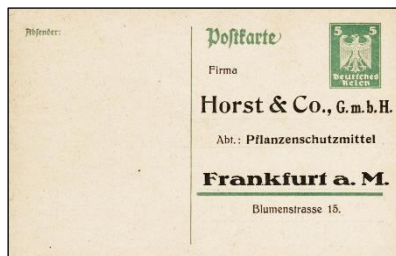 Absender:
Postkarte
5 5
Deutsches
Reich
Firma
Horst & Co., G.m.b.H.
Abt.: Pflanzenschutzmittel
Frankfurt a. M.
Blumenstrasse 15.